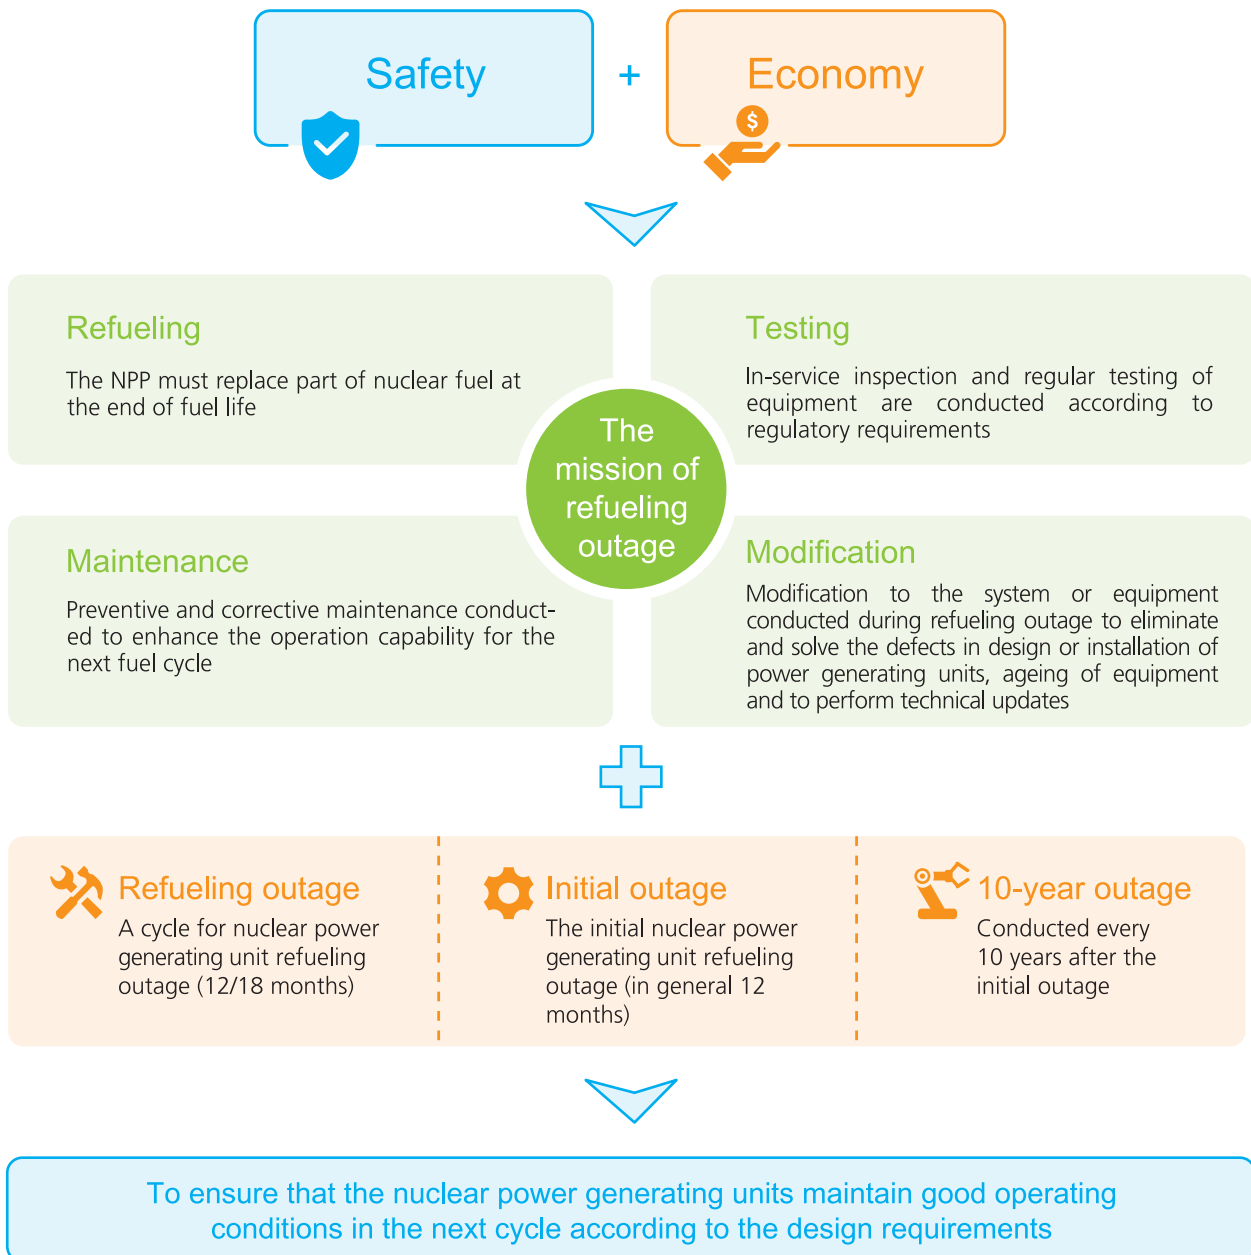 Safety
+
Economy
$
Refueling
The NPP must replace part of nuclear fuel at
the end of fuel life
Testing
In-service inspection and regular testing of
equipment are conducted according to
regulatory requirements
The
mission of
refueling
outage
Maintenance
Preventive and corrective maintenance conduct-
ed to enhance the operation capability for the
next fuel cycle
Modification
Modification to the system or equipment
conducted during refueling outage to eliminate
and solve the defects in design or installation of
power generating units, ageing of equipment
and to perform technical updates
Refueling outage
A cycle for nuclear power
generating unit refueling
outage (12/18 months)
Initial outage
The initial nuclear power
generating unit refueling
outage (in general 12
months)
10-year outage
Conducted every
10 years after the
initial outage
To ensure that the nuclear power generating units maintain good operating
conditions in the next cycle according to the design requirements